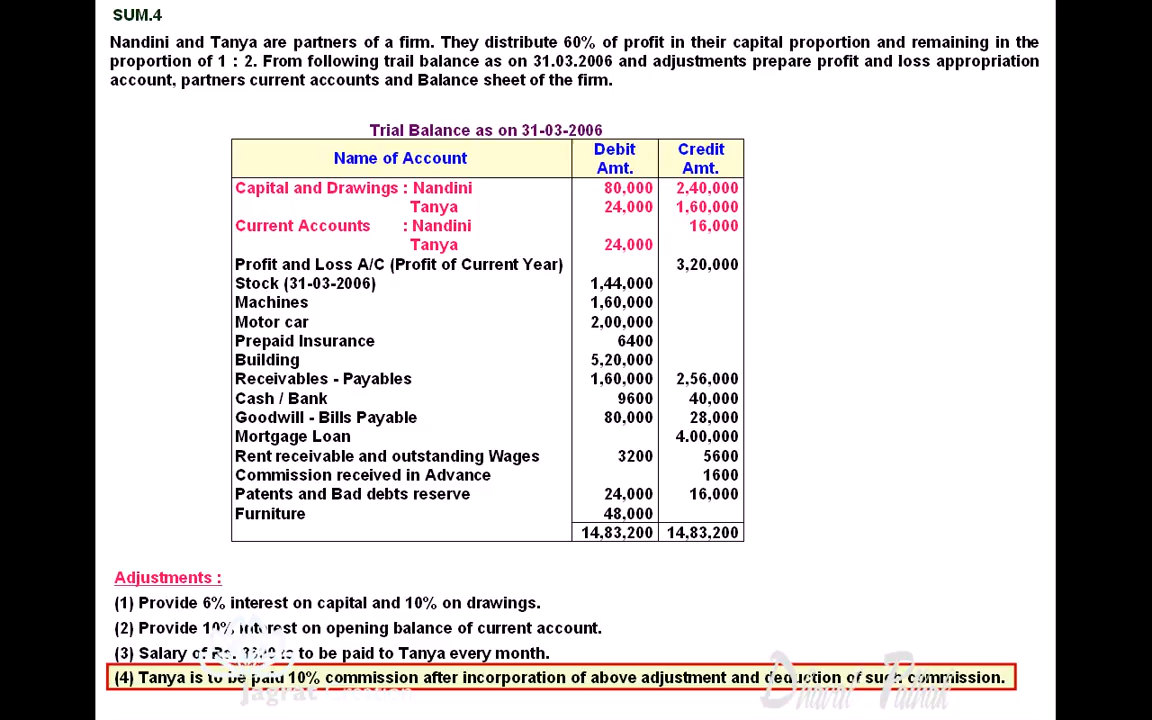 SUM.4
Nandini and Tanya are partners of a firm. They distribute 60% of profit in their capital proportion and remaining in the
proportion of 1 : 2. From following trail balance as on 31.03.2006 and adjustments prepare profit and loss appropriation
account, partners current accounts and Balance sheet of the firm.
Trial Balance as on 31-03-2006
Name of Account Debit Amt. Credit Amt.
Capital and Drawings : Nandini 80,000 2,40,000
Tanya 24,000 1,60,000
Current Accounts : Nandini 16,000
Tanya 24,000
Profit and Loss A/C (Profit of Current Year) 3,20,000
Stock (31-03-2006) 1,44,000
Machines 1,60,000
Motor car 2,00,000
Prepaid Insurance 6400
Building 5,20,000
Receivables - Payables 1,60,000 2,56,000
Cash / Bank 9600 40,000
Goodwill - Bills Payable 80,000 28,000
Mortgage Loan 4.00,000
Rent receivable and outstanding Wages 3200 5600
Commission received in Advance 1600
Patents and Bad debts reserve 24,000 16,000
Furniture 48,000
14,83,200 14,83,200
Adjustments :
(1) Provide 6% interest on capital and 10% on drawings.
(2) Provide 10% interest on opening balance of current account.
(3) Salary of Rs. is to be paid to Tanya every month.
(4) Tanya is to be paid 10% commission after incorporation of above adjustment and deduction of such commission.